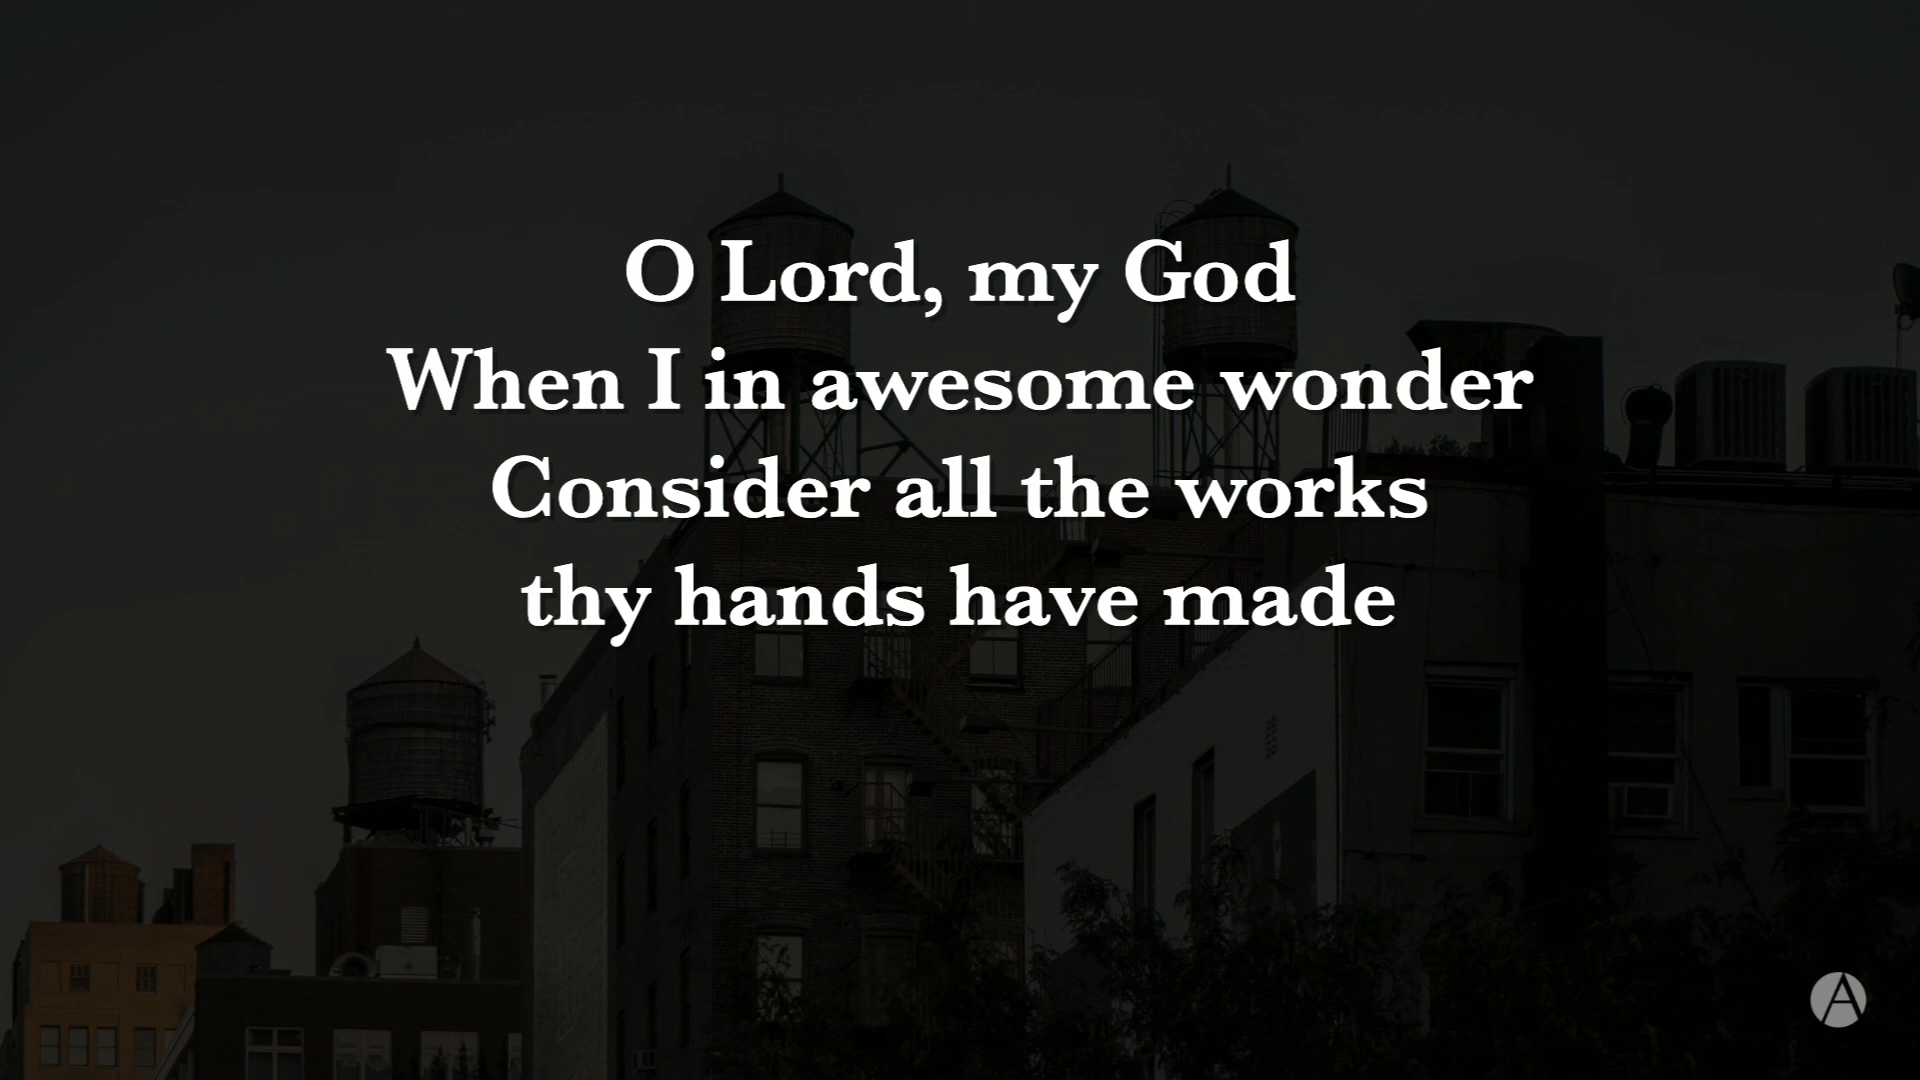 O Lord, my God
When I in awesome wonder
Consider all the works
thy hands have made
A